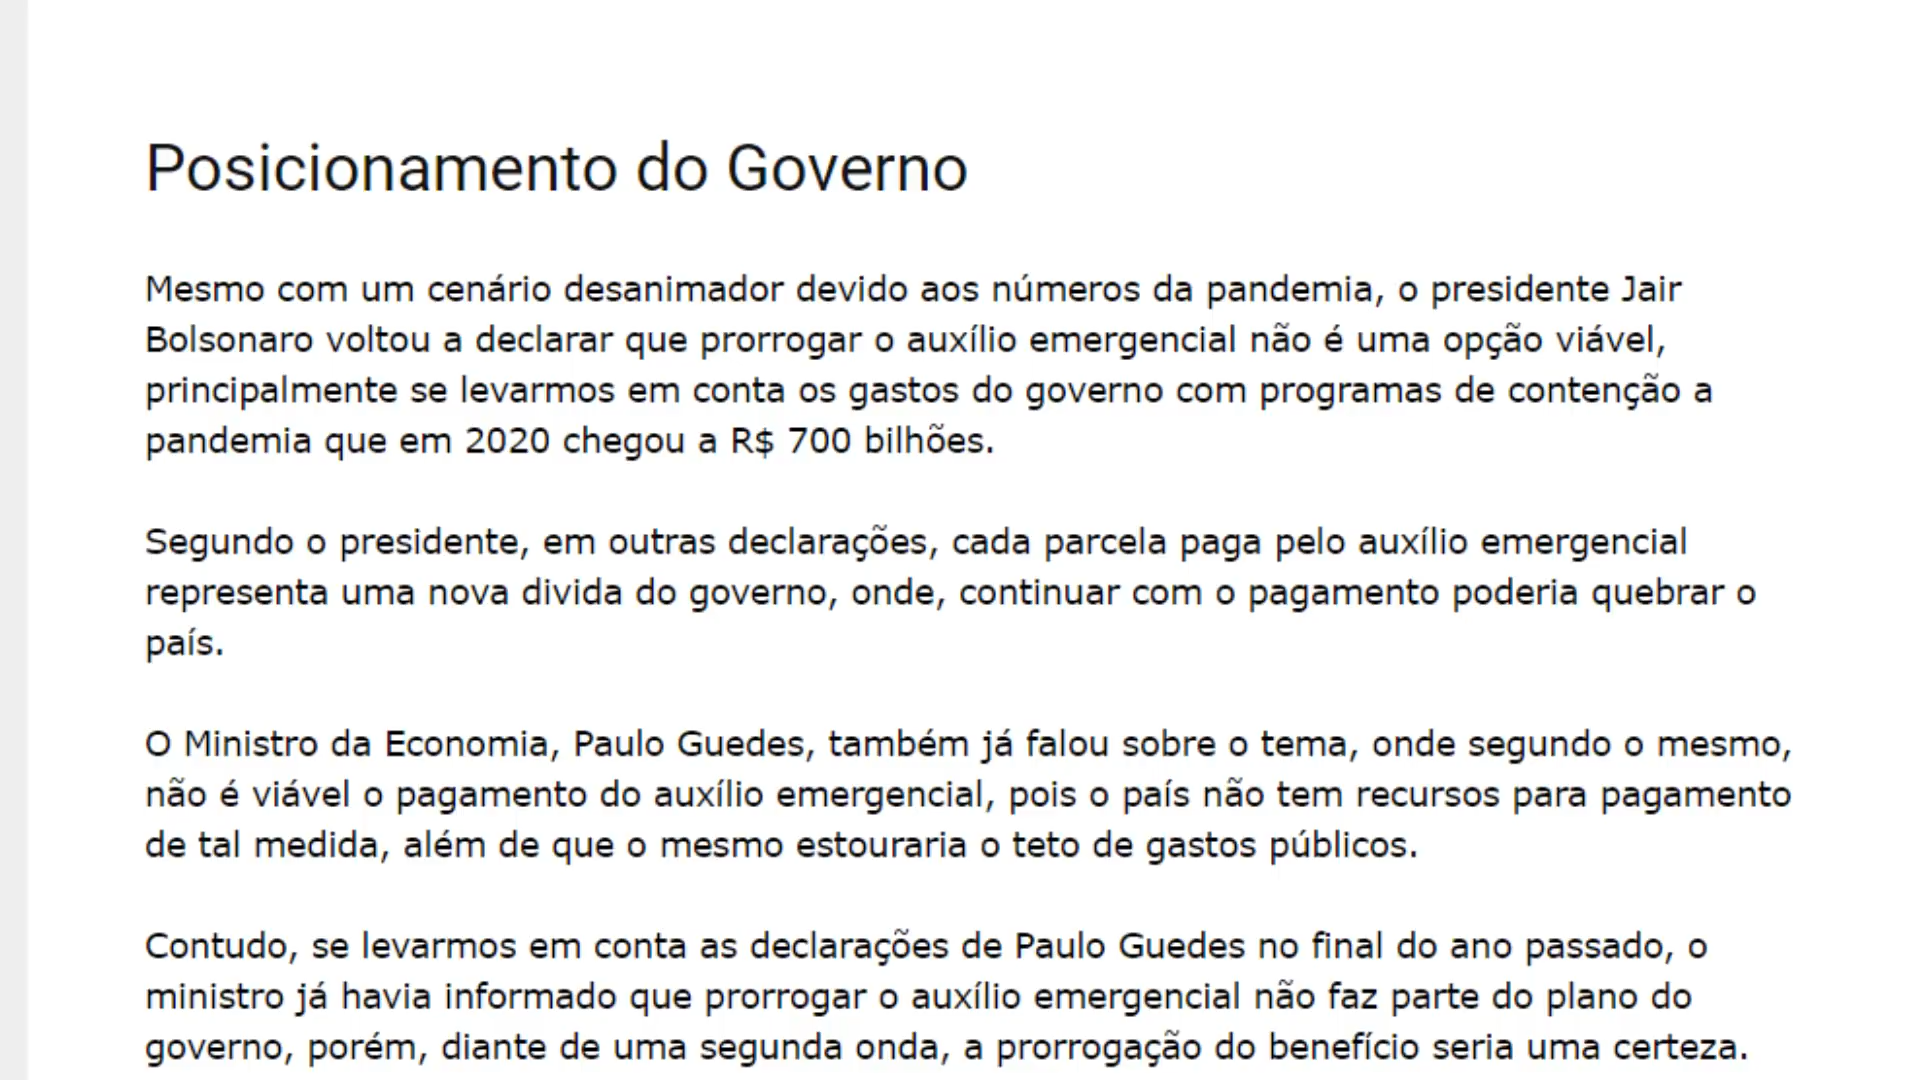 Posicionamento do Governo
Mesmo com um cenário desanimador devido aos números da pandemia, o presidente Jair
Bolsonaro voltou a declarar que prorrogar o auxílio emergencial não é uma opção viável,
principalmente se levarmos em conta os gastos do governo com programas de contenção a
pandemia que em 2020 chegou a R$ 700 bilhões.
Segundo o presidente, em outras declarações, cada parcela paga pelo auxílio emergencial
representa uma nova divida do governo, onde, continuar com o pagamento poderia quebrar o
país.
O Ministro da Economia, Paulo Guedes, também já falou sobre o tema, onde segundo o mesmo,
não é viável o pagamento do auxílio emergencial, pois o país não tem recursos para pagamento
de tal medida, além de que o mesmo estouraria o teto de gastos públicos.
Contudo, se levarmos em conta as declarações de Paulo Guedes no final do ano passado, o
ministro já havia informado que prorrogar o auxílio emergencial não faz parte do plano do
governo, porém, diante de uma segunda onda, a prorrogação do benefício seria uma certeza.